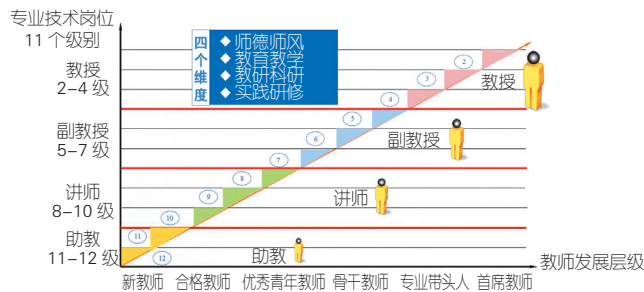 专业技术岗位
11 个级别
四个维度
◆ 师德师风
◆ 教育教学
◆ 教研科研
◆ 实践研修
教授
2–4 级
2
教授
3
4
副教授
5–7 级
5
6
副教授
7
讲师
8–10 级
8
9
讲师
10
助教
11–12 级
11
12
助教
教师发展层级
新教师 合格教师 优秀青年教师 骨干教师 专业带头人 首席教师